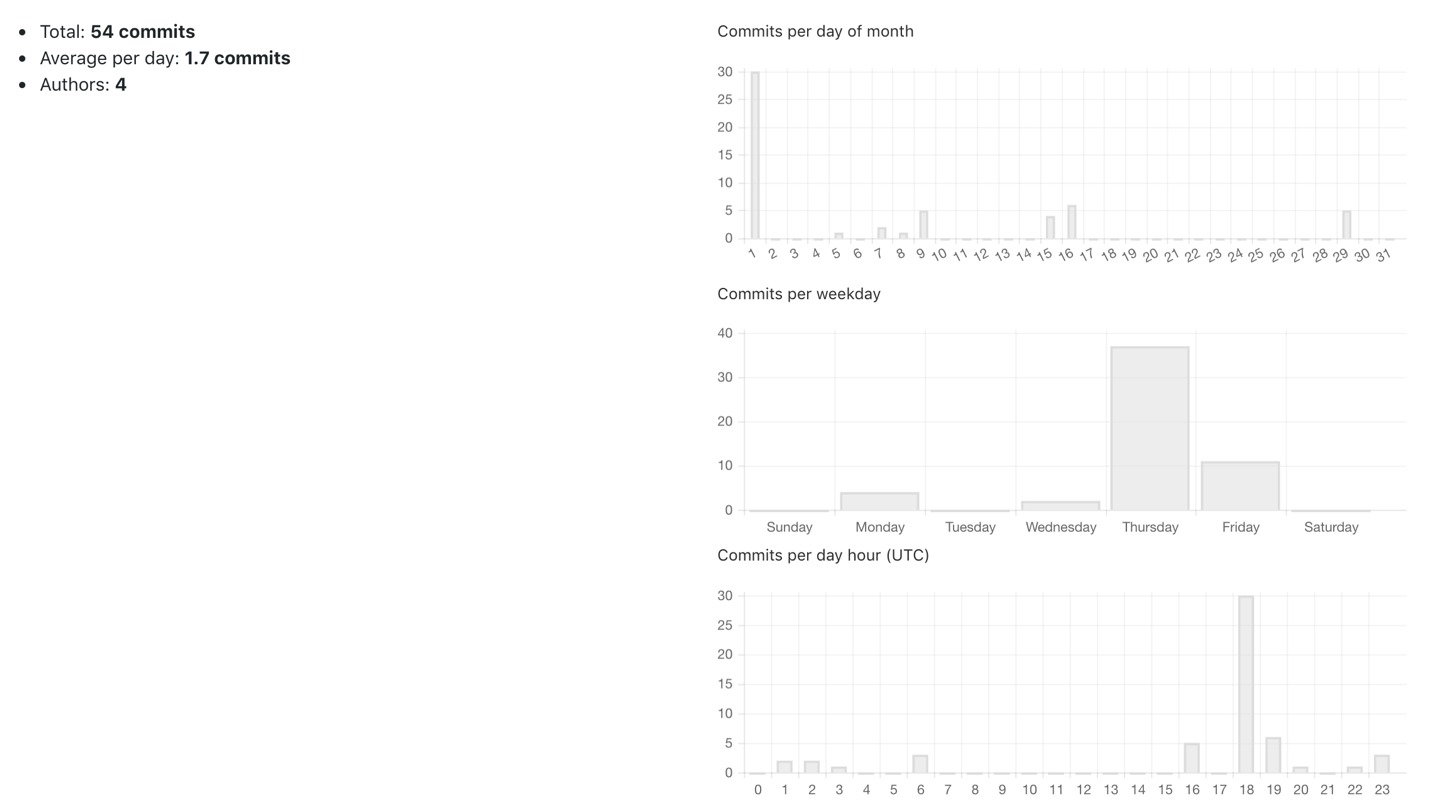 Total: 54 commits
Average per day: 1.7 commits
Authors: 4
Commits per day of month
30
25
20
15
10
5
0
1 2 3 4 5 6 7 8 9 10 11 12 13 14 15 16 17 18 19 20 21 22 23 24 25 26 27 28 29 30 31
Commits per weekday
40
30
20
10
0
Sunday Monday Tuesday Wednesday Thursday Friday Saturday
Commits per day hour (UTC)
30
25
20
15
10
5
0
0 1 2 3 4 5 6 7 8 9 10 11 12 13 14 15 16 17 18 19 20 21 22 23